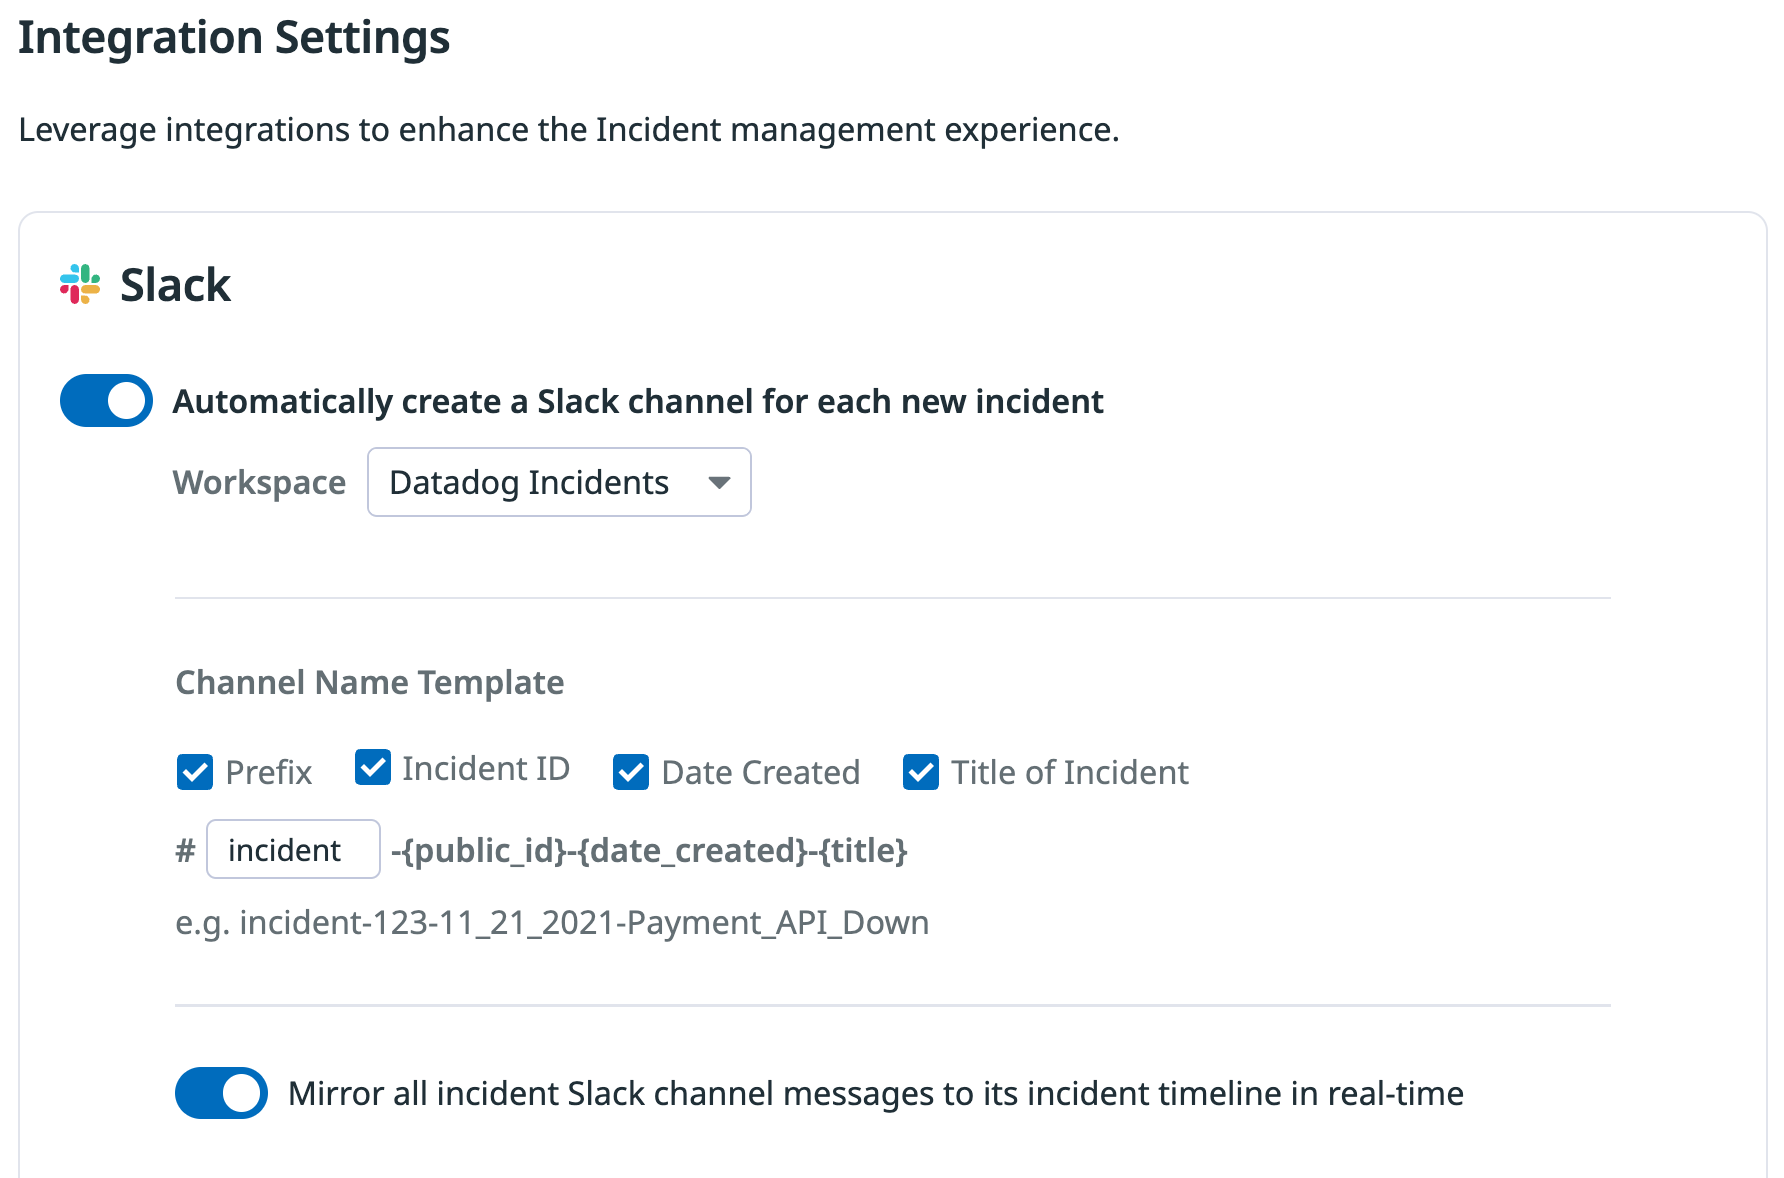 Integration Settings
Leverage integrations to enhance the Incident management experience.
Slack
Automatically create a Slack channel for each new incident
Workspace Datadog Incidents
Channel Name Template
Prefix Incident ID Date Created Title of Incident
# incident -{public_id}-{date_created}-{title}
e.g. incident-123-11_21_2021-Payment_API_Down
Mirror all incident Slack channel messages to its incident timeline in real-time